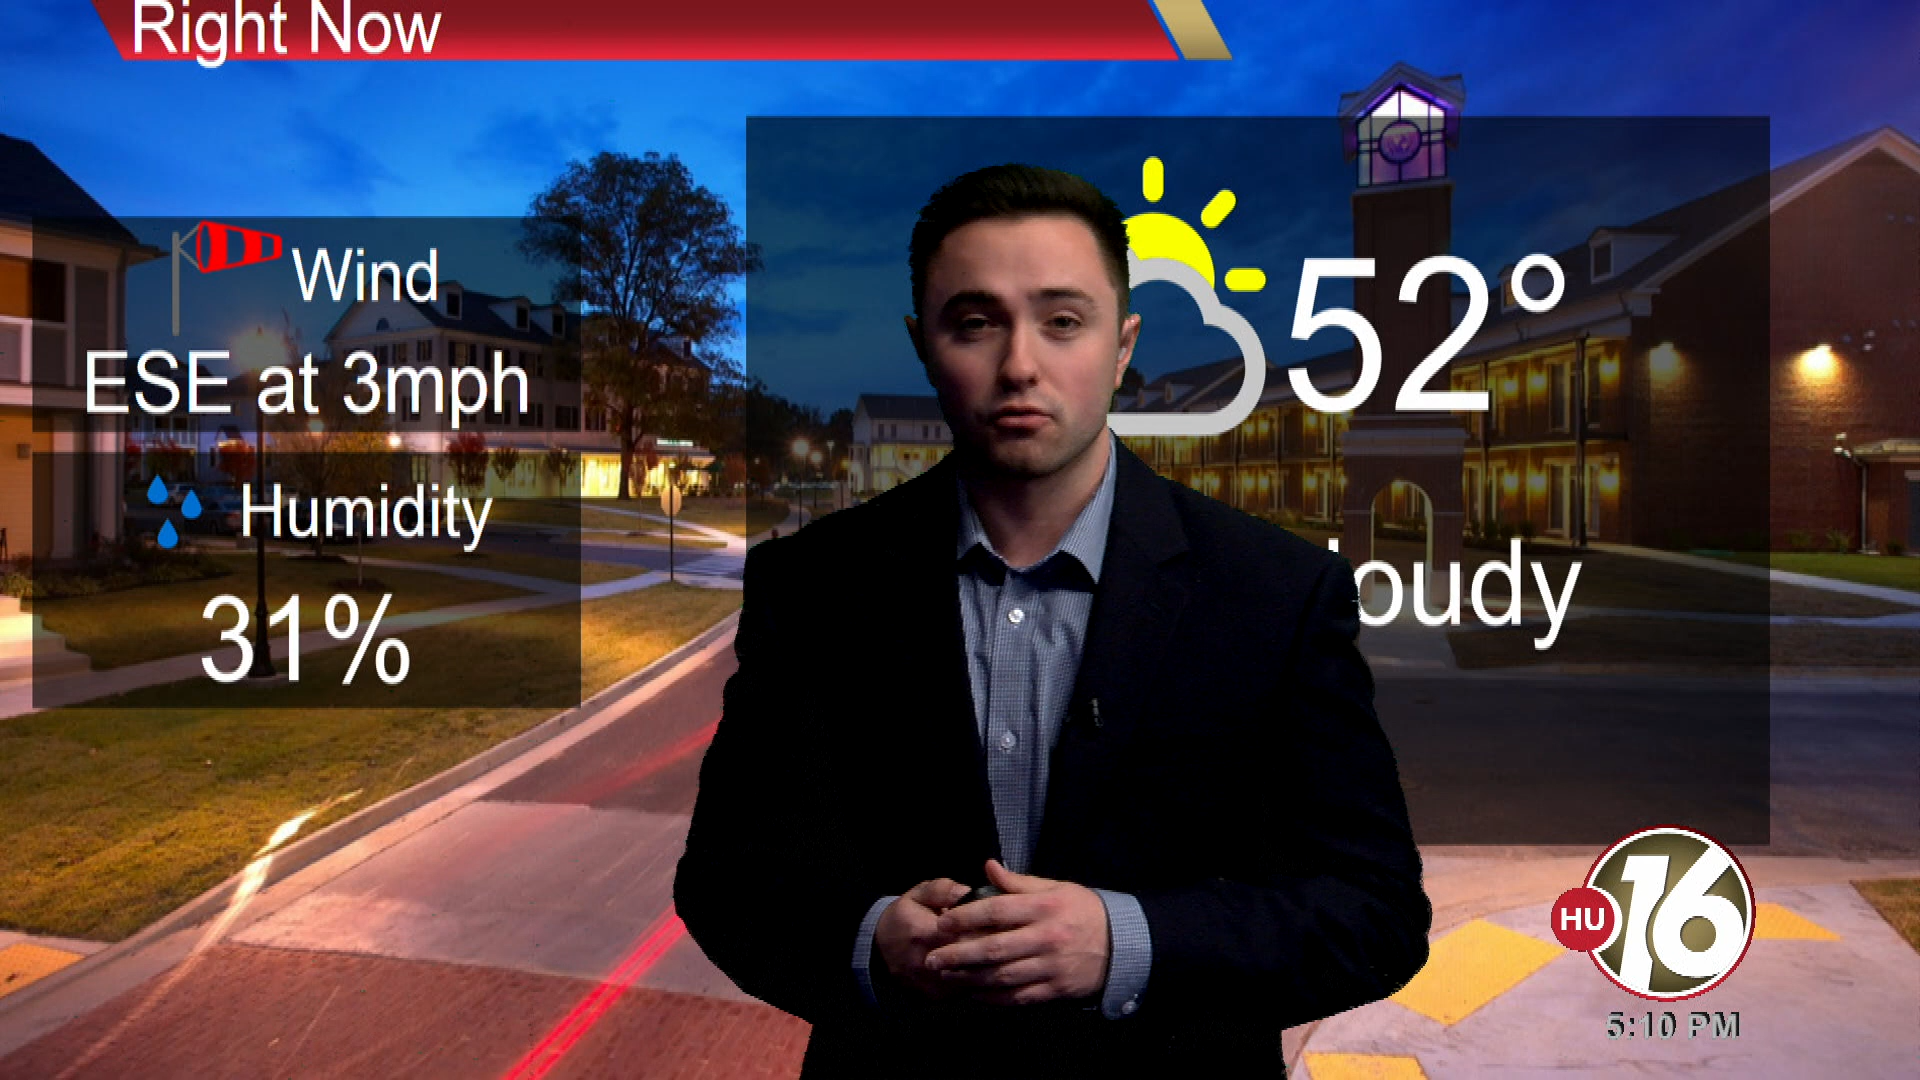 Right Now
Wind
ESE at 3mph
Humidity
31%
52°
oudy
HU
16
5:10 PM